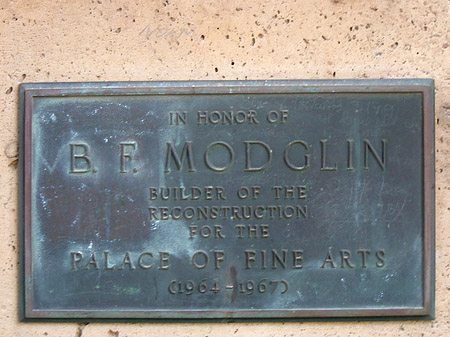 IN HONOR OF
B. F. MODGLIN
BUILDER OF THE
RECONSTRUCTION
FOR THE
PALACE OF FINE ARTS
(1964-1967)